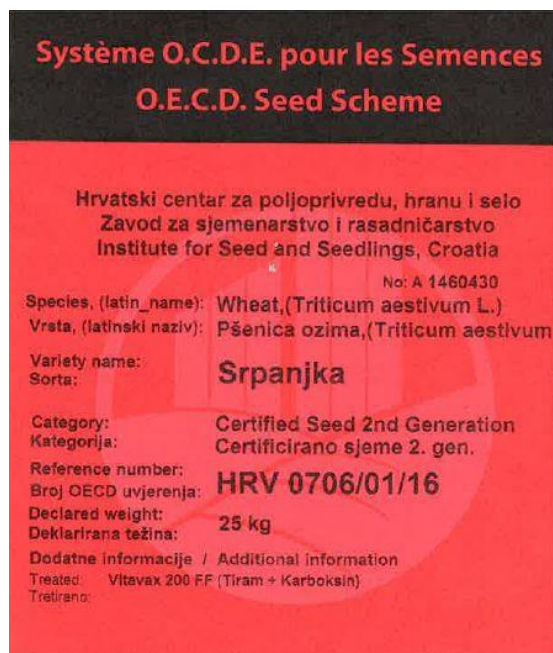 Système O.C.D.E. pour les Semences
O.E.C.D. Seed Scheme
Hrvatski centar za poljoprivredu, hranu i selo
Zavod za sjemenarstvo i rasadničarstvo
Institute for Seed and Seedlings, Croatia
No: A 1460430
Species, (latin_name): Wheat,(Triticum aestivum L.)
Vrsta, (latinski naziv): Pšenica ozima,(Triticum aestivum
Variety name:
Sorta: Srpanjka
Category: Certified Seed 2nd Generation
Kategorija: Certificirano sjeme 2. gen.
Reference number:
Broj OECD uvjerenja: HRV 0706/01/16
Declared weight:
Deklarirana težina: 25 kg
Dodatne informacije / Additional information
Treated: Vitavax 200 FF (Tiram + Karboksin)
Tretirano: